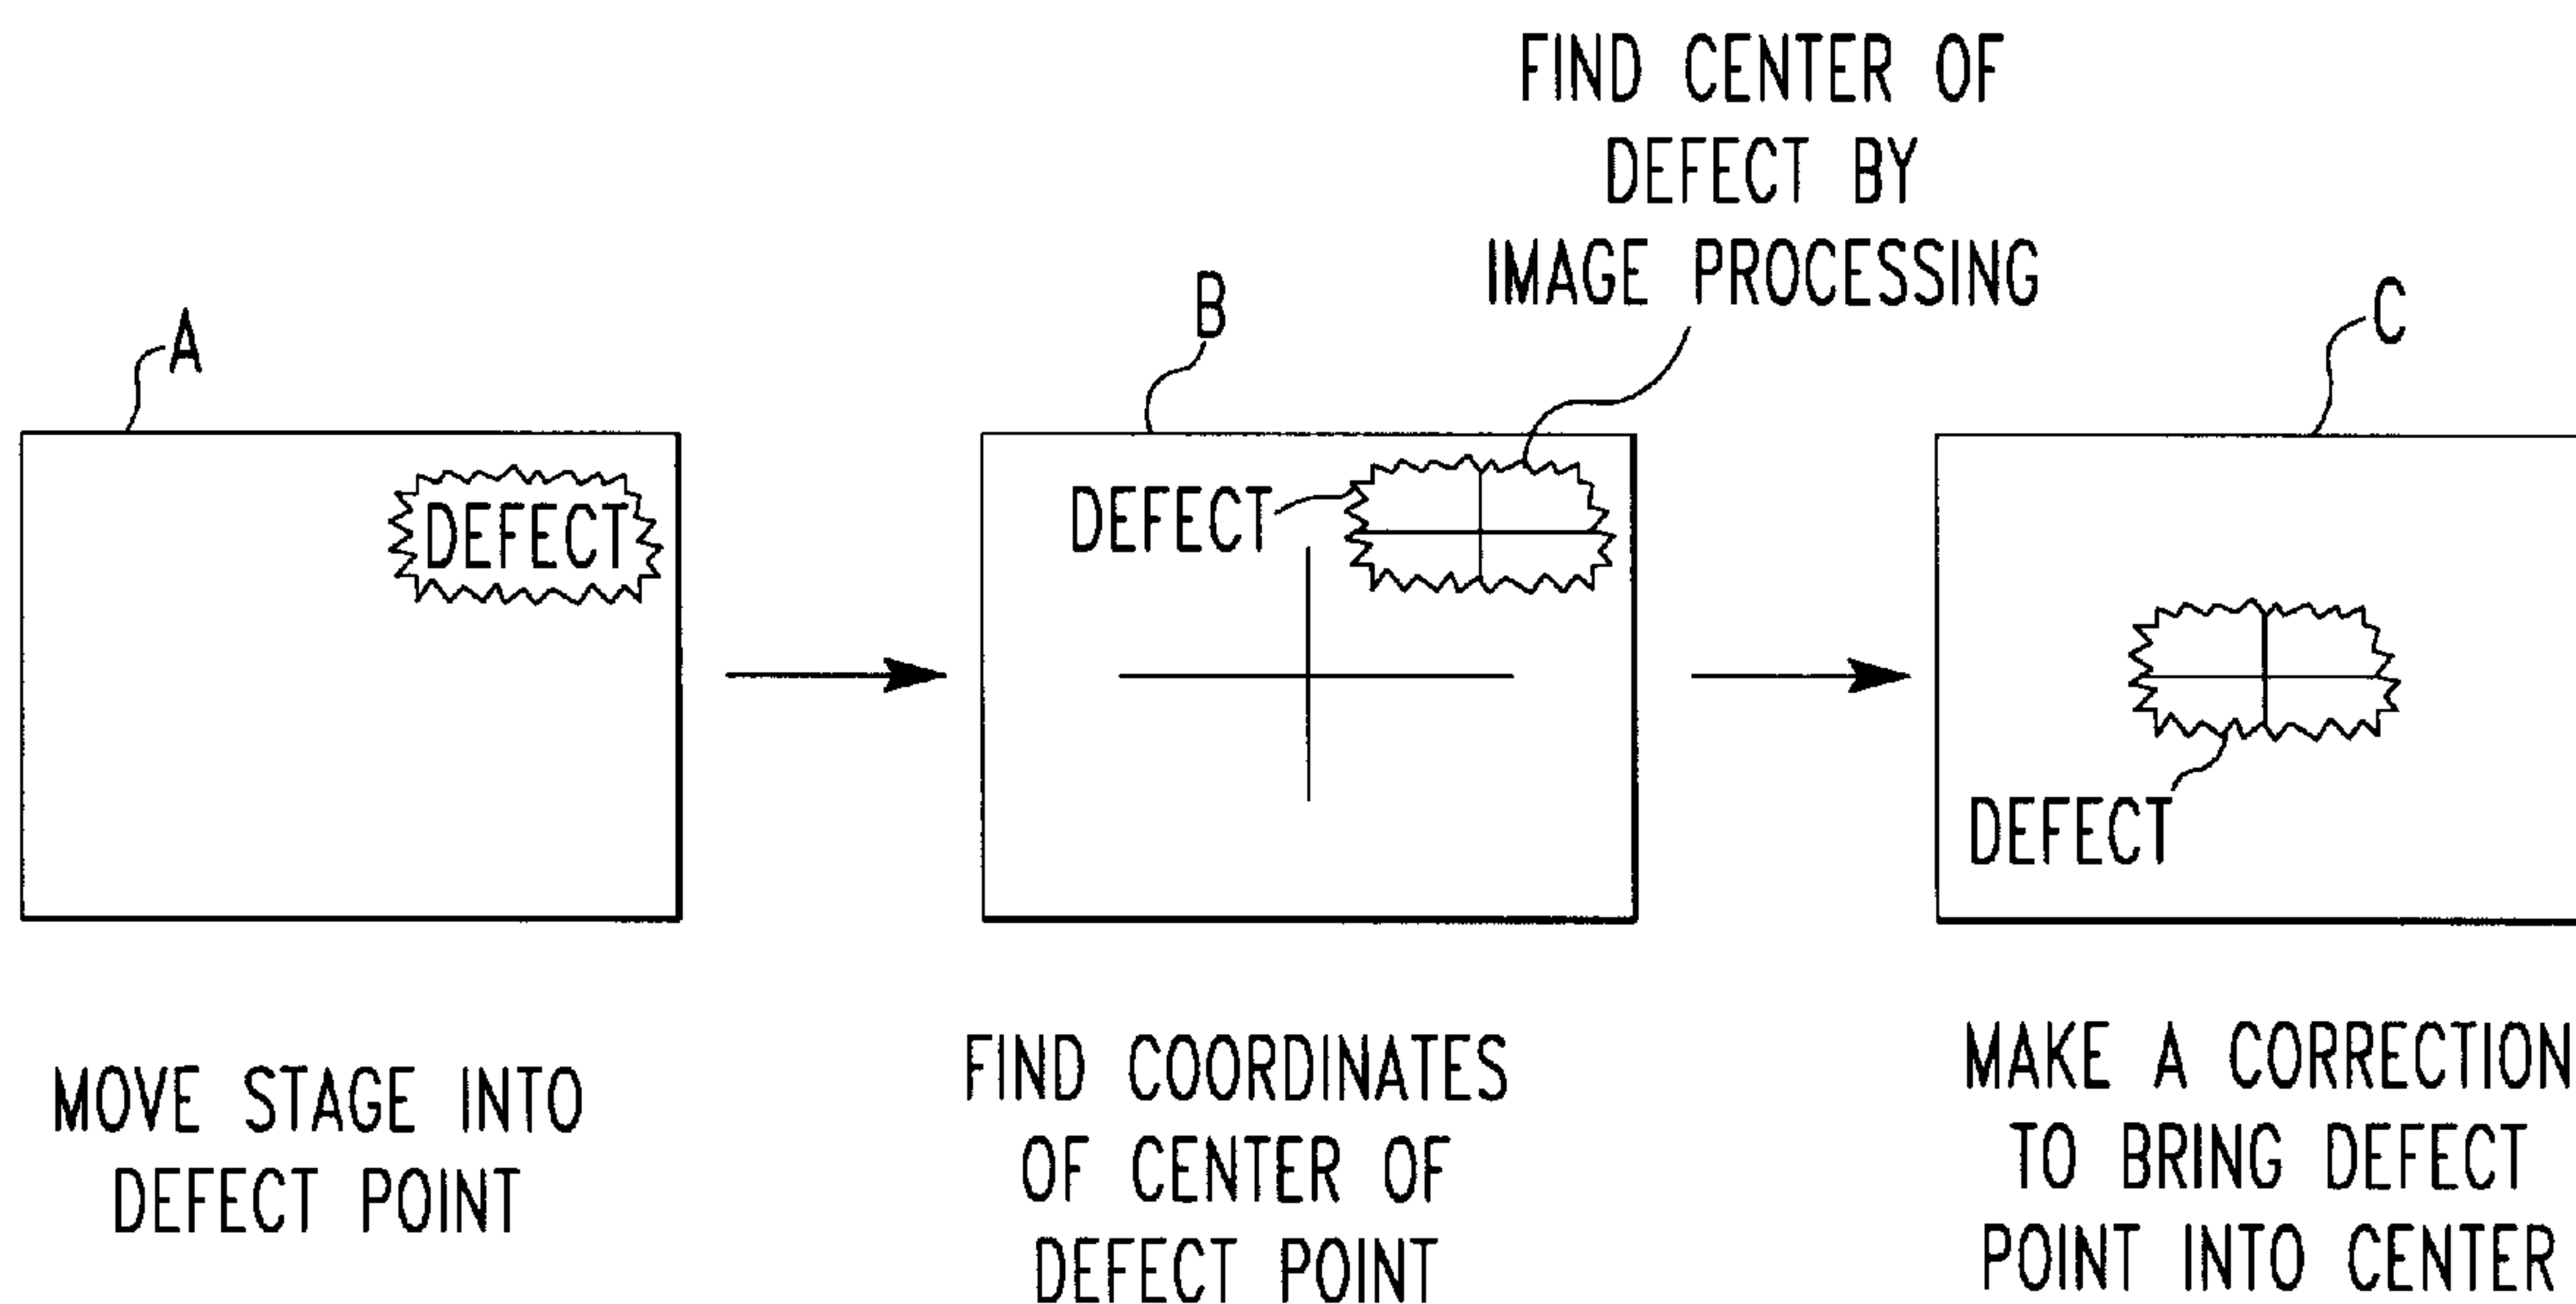 FIND CENTER OF
DEFECT BY
IMAGE PROCESSING
A
B
C
DEFECT
DEFECT
DEFECT
MOVE STAGE INTO
DEFECT POINT
FIND COORDINATES
OF CENTER OF
DEFECT POINT
MAKE A CORRECTION
TO BRING DEFECT
POINT INTO CENTER